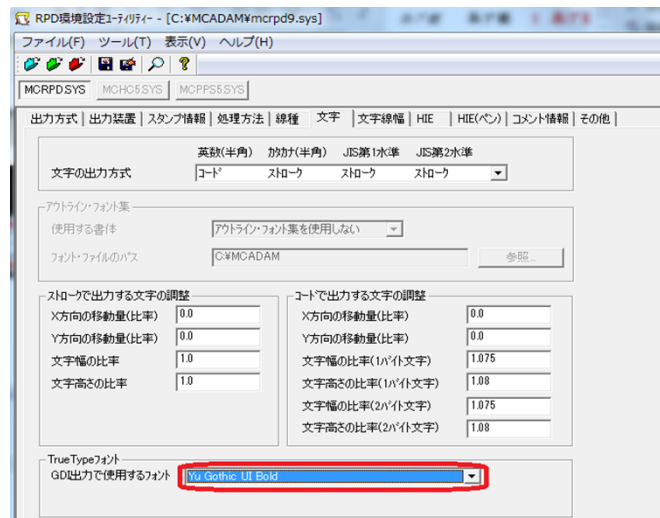 RPD環境設定ユーティリティー - [C:¥MCADAM¥mcrpd9.sys]
ファイル(F) ツール(T) 表示(V) ヘルプ(H)
MCRPD.SYS MCHC5.SYS MCPPS5.SYS
出力方式 出力装置 スタンプ情報 処理方法 線種 文字 文字線幅 HIE HIE(ペン) コメント情報 その他
英数(半角) カタカナ(半角) JIS第1水準 JIS第2水準
文字の出力方式 コード ストローク ストローク ストローク
アウトライン・フォント集
使用する書体 アウトライン・フォント集を使用しない
フォント・ファイルのパス C:¥MCADAM 参照...
ストロークで出力する文字の調整
X方向の移動量(比率) 0.0
Y方向の移動量(比率) 0.0
文字幅の比率 1.0
文字高さの比率 1.0
コードで出力する文字の調整
X方向の移動量(比率) 0.0
Y方向の移動量(比率) 0.0
文字幅の比率(1バイト文字) 1.075
文字高さの比率(1バイト文字) 1.08
文字幅の比率(2バイト文字) 1.075
文字高さの比率(2バイト文字) 1.08
TrueTypeフォント
GDI出力で使用するフォント Yu Gothic UI Bold